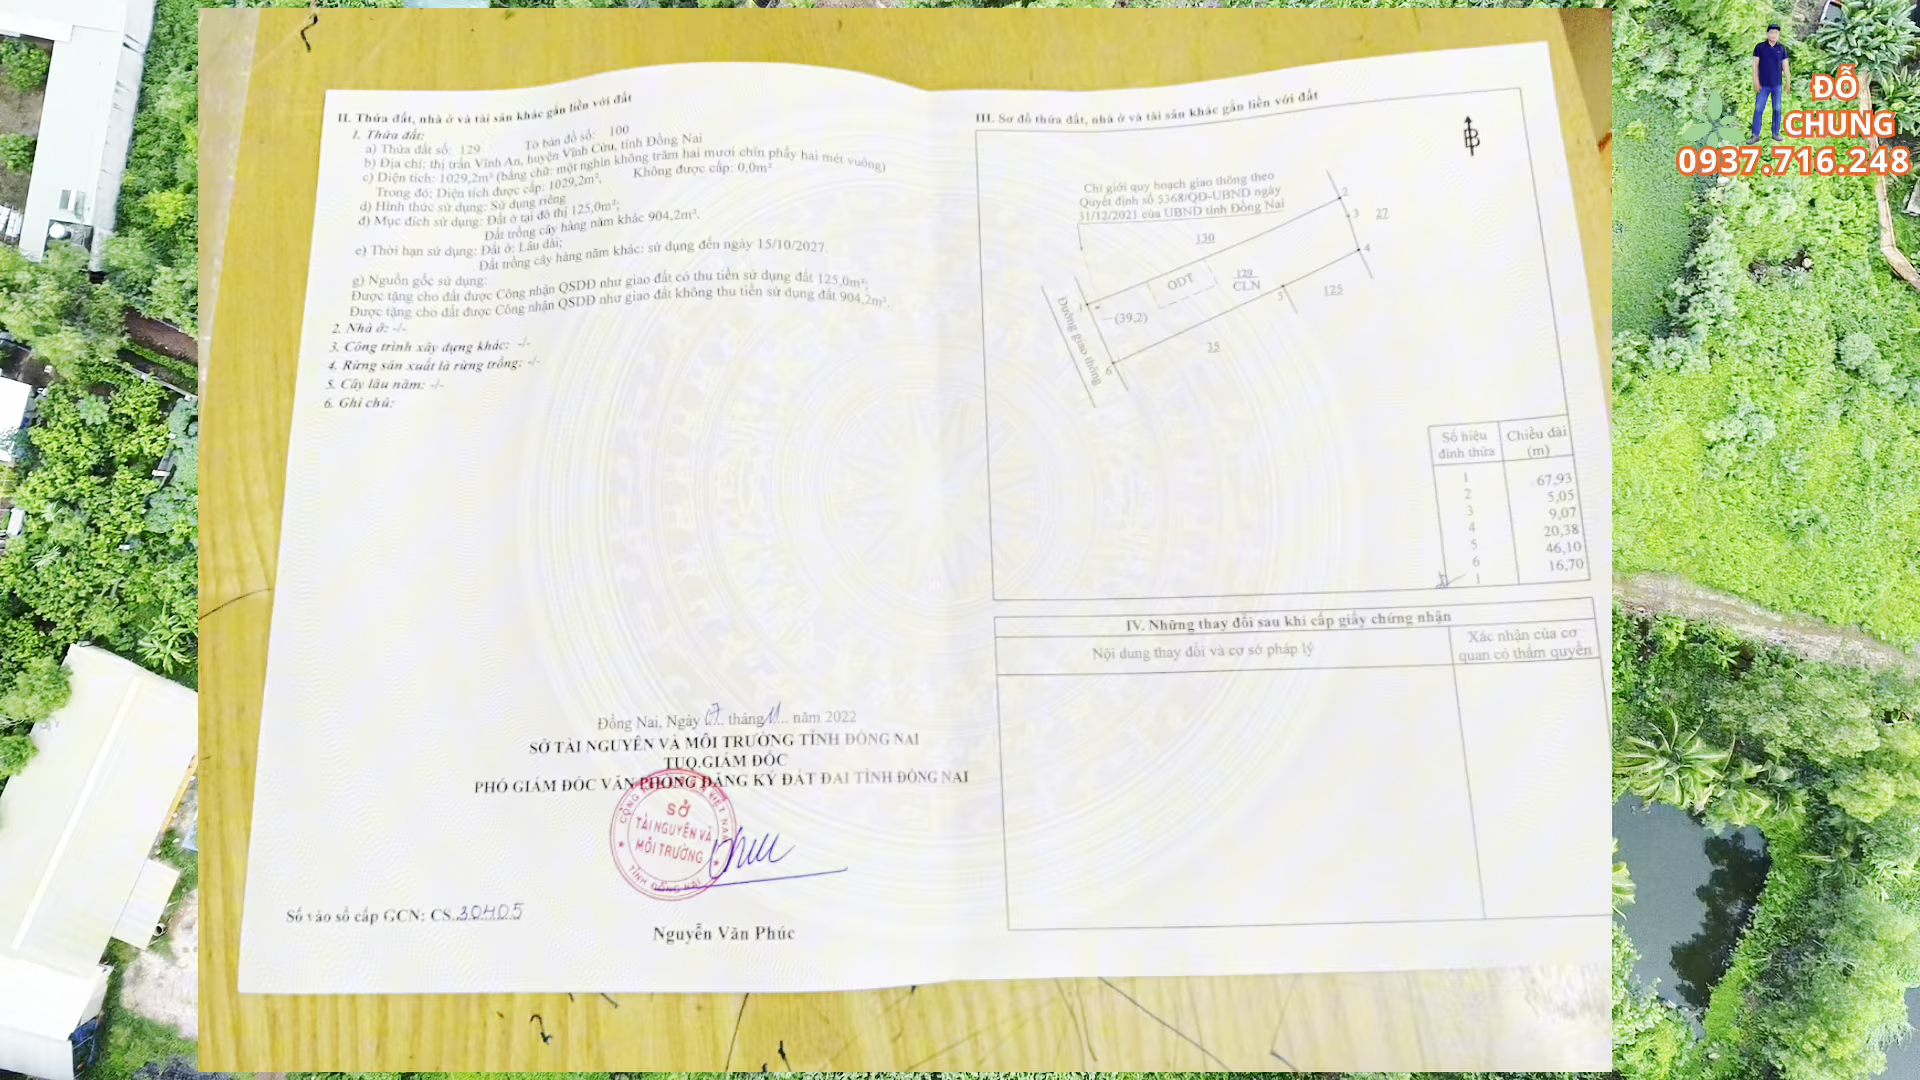 ĐỖ
CHUNG
0937.716.248
II. Thửa đất, nhà ở và tài sản khác gắn liền với đất
1. Thửa đất:
a) Thửa đất số: 129 Tờ bản đồ số: 100
b) Địa chỉ: thị trấn Vĩnh An, huyện Vĩnh Cửu, tỉnh Đồng Nai
c) Diện tích: 1029,2m² (bằng chữ: một nghìn không trăm hai mươi chín phẩy hai mét vuông)
Trong đó: Diện tích được cấp: 1029,2m², Không được cấp: 0,0m²
d) Hình thức sử dụng: Sử dụng riêng
đ) Mục đích sử dụng: Đất ở tại đô thị 125,0m²;
Đất trồng cây hàng năm khác 904,2m².
e) Thời hạn sử dụng: Đất ở: Lâu dài;
Đất trồng cây hàng năm khác: sử dụng đến ngày 15/10/2027.
g) Nguồn gốc sử dụng:
Được tặng cho đất được Công nhận QSDĐ như giao đất có thu tiền sử dụng đất 125,0m²;
Được tặng cho đất được Công nhận QSDĐ như giao đất không thu tiền sử dụng đất 904,2m².
2. Nhà ở: -/-
3. Công trình xây dựng khác: -/-
4. Rừng sản xuất là rừng trồng: -/-
5. Cây lâu năm: -/-
6. Ghi chú:
Đồng Nai, Ngày 07 tháng 11 năm 2022
SỞ TÀI NGUYÊN VÀ MÔI TRƯỜNG TỈNH ĐỒNG NAI
TUQ.GIÁM ĐỐC
PHÓ GIÁM ĐỐC VĂN PHÒNG ĐĂNG KÝ ĐẤT ĐAI TỈNH ĐỒNG NAI
SỞ
TÀI NGUYÊN VÀ
MÔI TRƯỜNG
TỈNH ĐỒNG NAI
Nguyễn Văn Phúc
Số vào sổ cấp GCN: CS.30405
III. Sơ đồ thửa đất, nhà ở và tài sản khác gắn liền với đất
B
Chỉ giới quy hoạch giao thông theo
Quyết định số 5368/QĐ-UBND ngày
31/12/2021 của UBND tỉnh Đồng Nai
2
3
27
130
4
129
CLN
ODT
125
5
1
(39,2)
Đường giao thông
35
6
Số hiệu đỉnh thửa Chiều dài (m)
1 67,93
2 5,05
3 9,07
4 20,38
5 46,10
6 16,70
1
IV. Những thay đổi sau khi cấp giấy chứng nhận
Nội dung thay đổi và cơ sở pháp lý
Xác nhận của cơ
quan có thẩm quyền